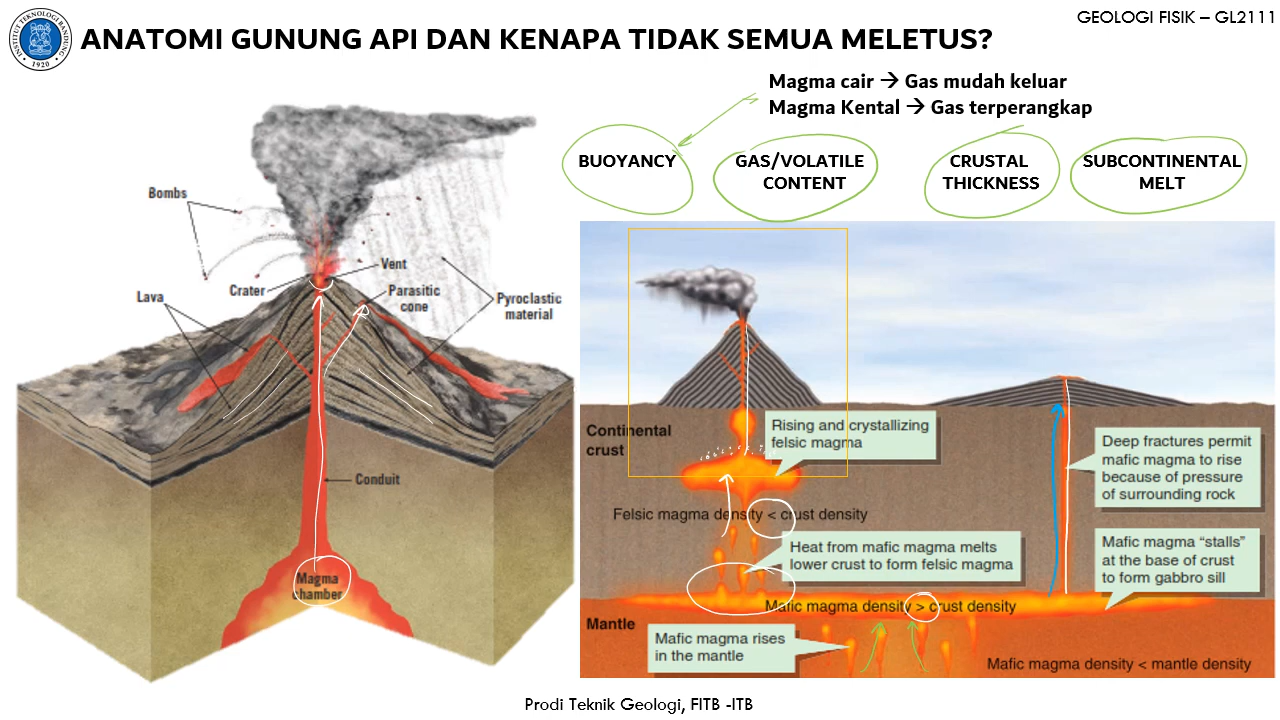 GEOLOGI FISIK – GL2111
INSTITUT TEKNOLOGI BANDUNG
1920
ANATOMI GUNUNG API DAN KENAPA TIDAK SEMUA MELETUS?
Magma cair → Gas mudah keluar
Magma Kental → Gas terperangkap
BUOYANCY
GAS/VOLATILE
CONTENT
CRUSTAL
THICKNESS
SUBCONTINENTAL
MELT
Bombs
Vent
Crater
Parasitic
cone
Lava
Pyroclastic
material
Conduit
Magma
chamber
Continental
crust
Rising and crystallizing
felsic magma
Deep fractures permit
mafic magma to rise
because of pressure
of surrounding rock
Felsic magma density < crust density
Heat from mafic magma melts
lower crust to form felsic magma
Mafic magma “stalls”
at the base of crust
to form gabbro sill
Mafic magma density > crust density
Mantle
Mafic magma rises
in the mantle
Mafic magma density < mantle density
Prodi Teknik Geologi, FITB -ITB